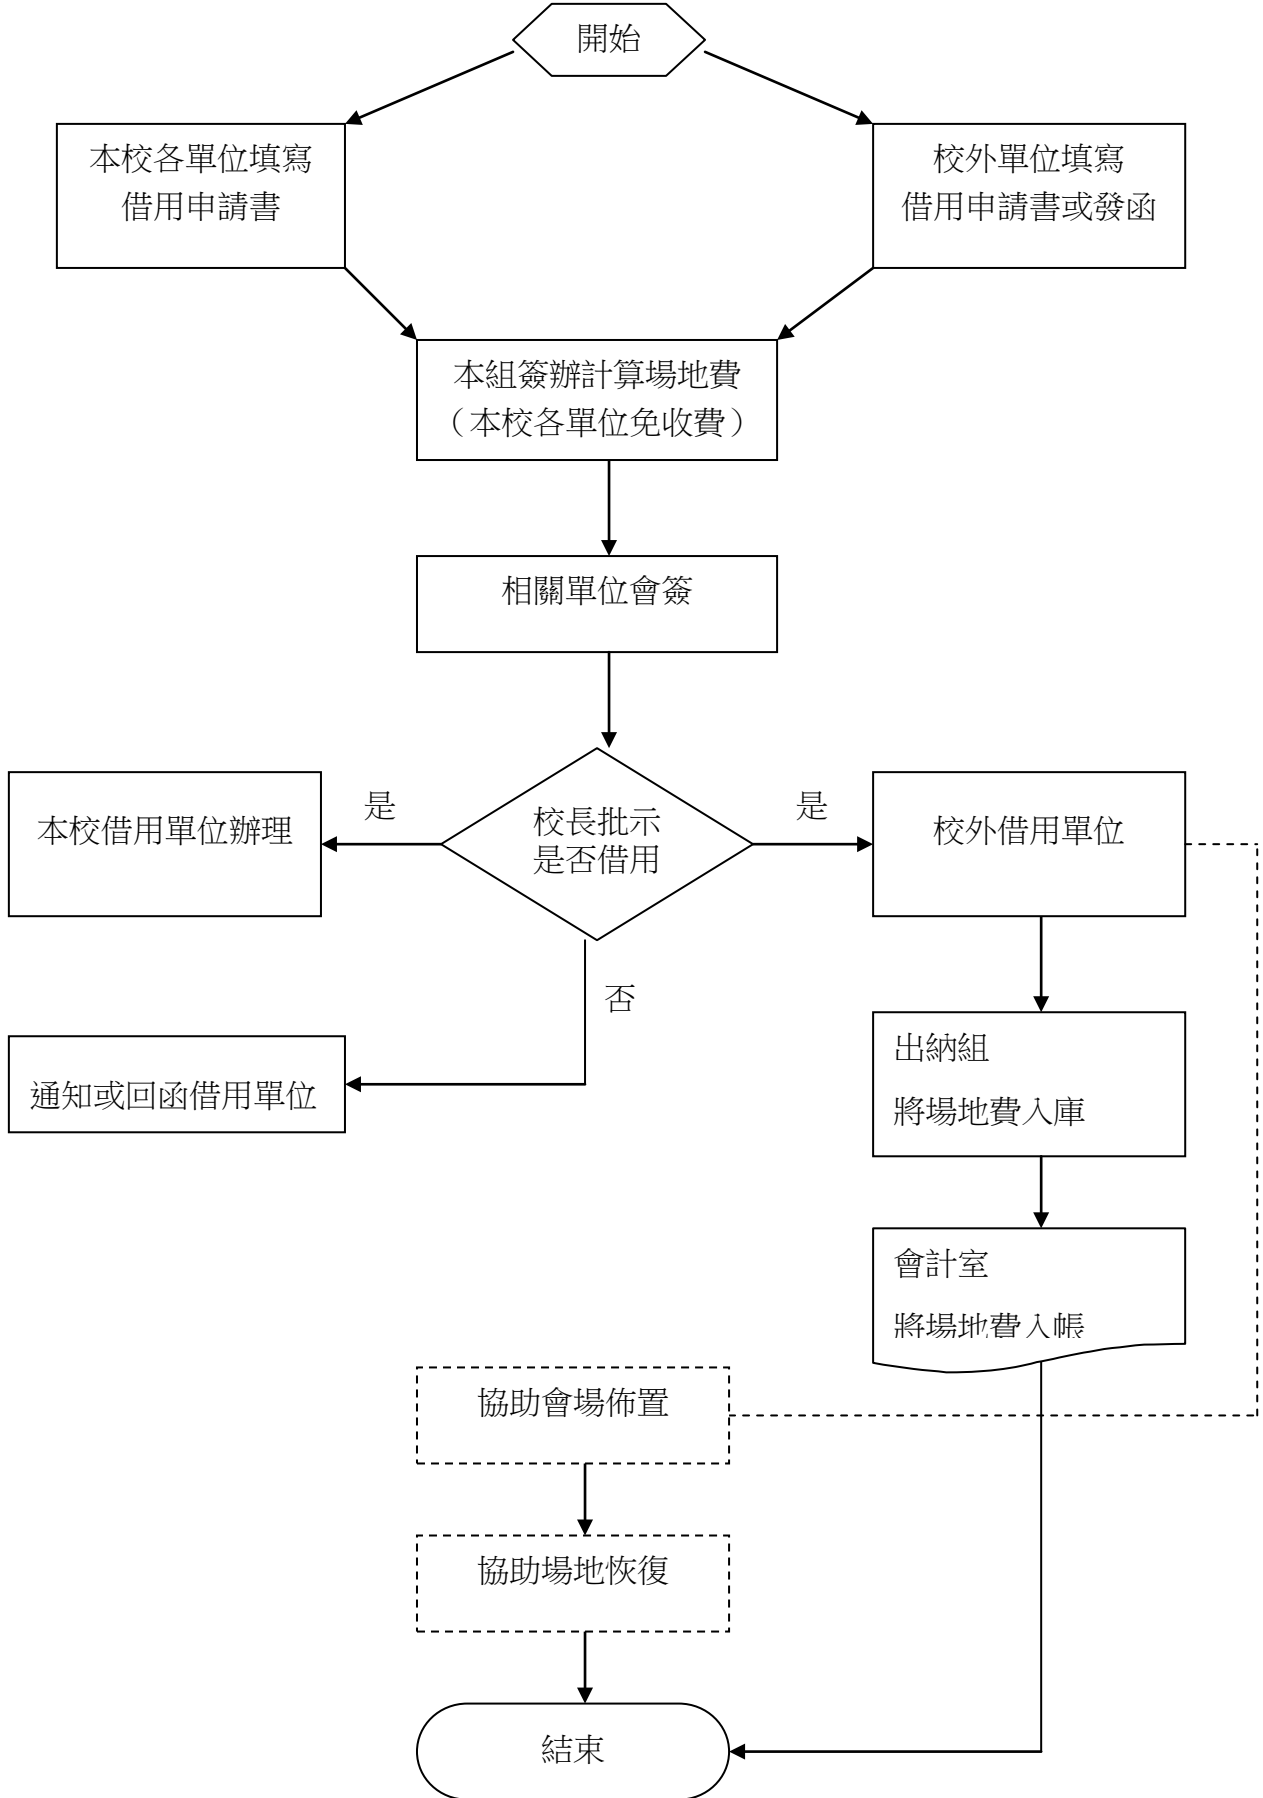 開始
本校各單位填寫
借用申請書
校外單位填寫
借用申請書或發函
本組簽辦計算場地費
（本校各單位免收費）
相關單位會簽
是
是
本校借用單位辦理
校長批示
是否借用
校外借用單位
否
通知或回函借用單位
出納組
將場地費入庫
會計室
將場地費入帳
協助會場佈置
協助場地恢復
結束